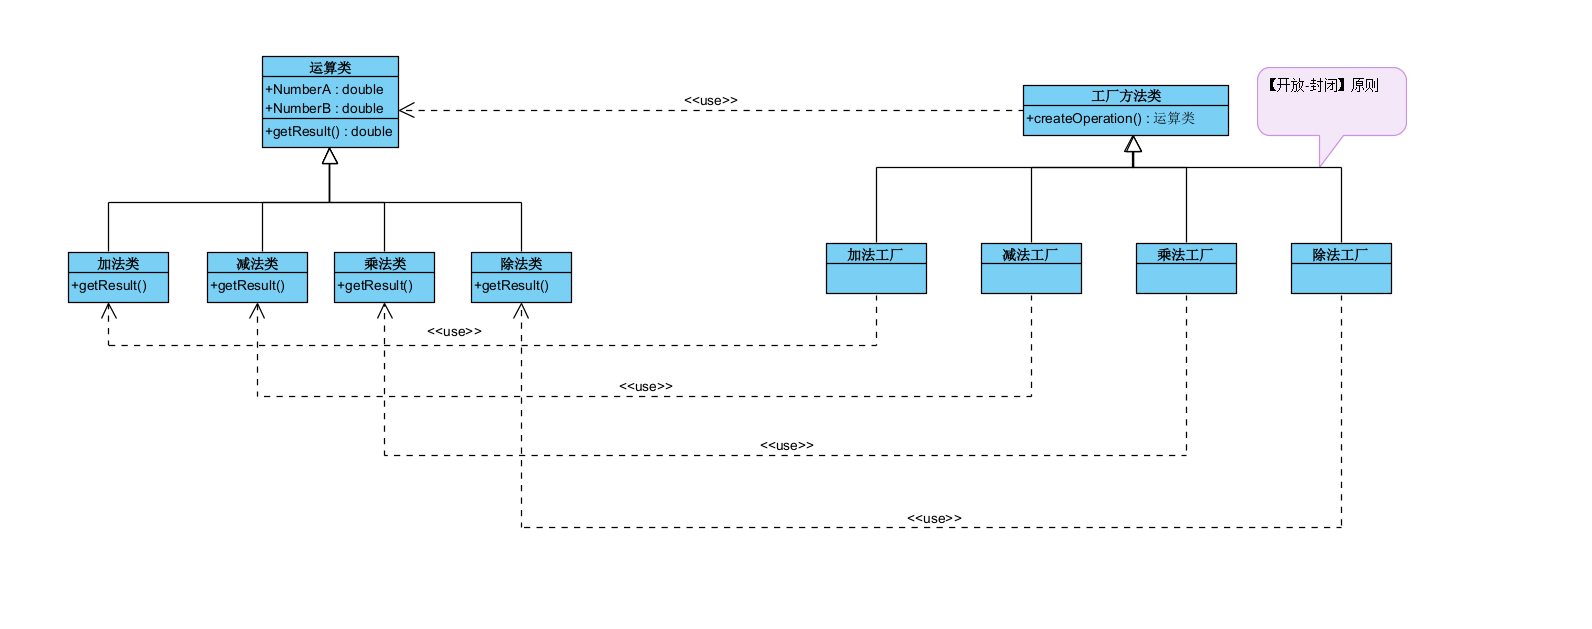 运算类
+NumberA : double
+NumberB : double
+getResult() : double
<<use>>
工厂方法类
+createOperation() : 运算类
【开放-封闭】原则
加法类
+getResult()
减法类
+getResult()
乘法类
+getResult()
除法类
+getResult()
加法工厂
减法工厂
乘法工厂
除法工厂
<<use>>
<<use>>
<<use>>
<<use>>